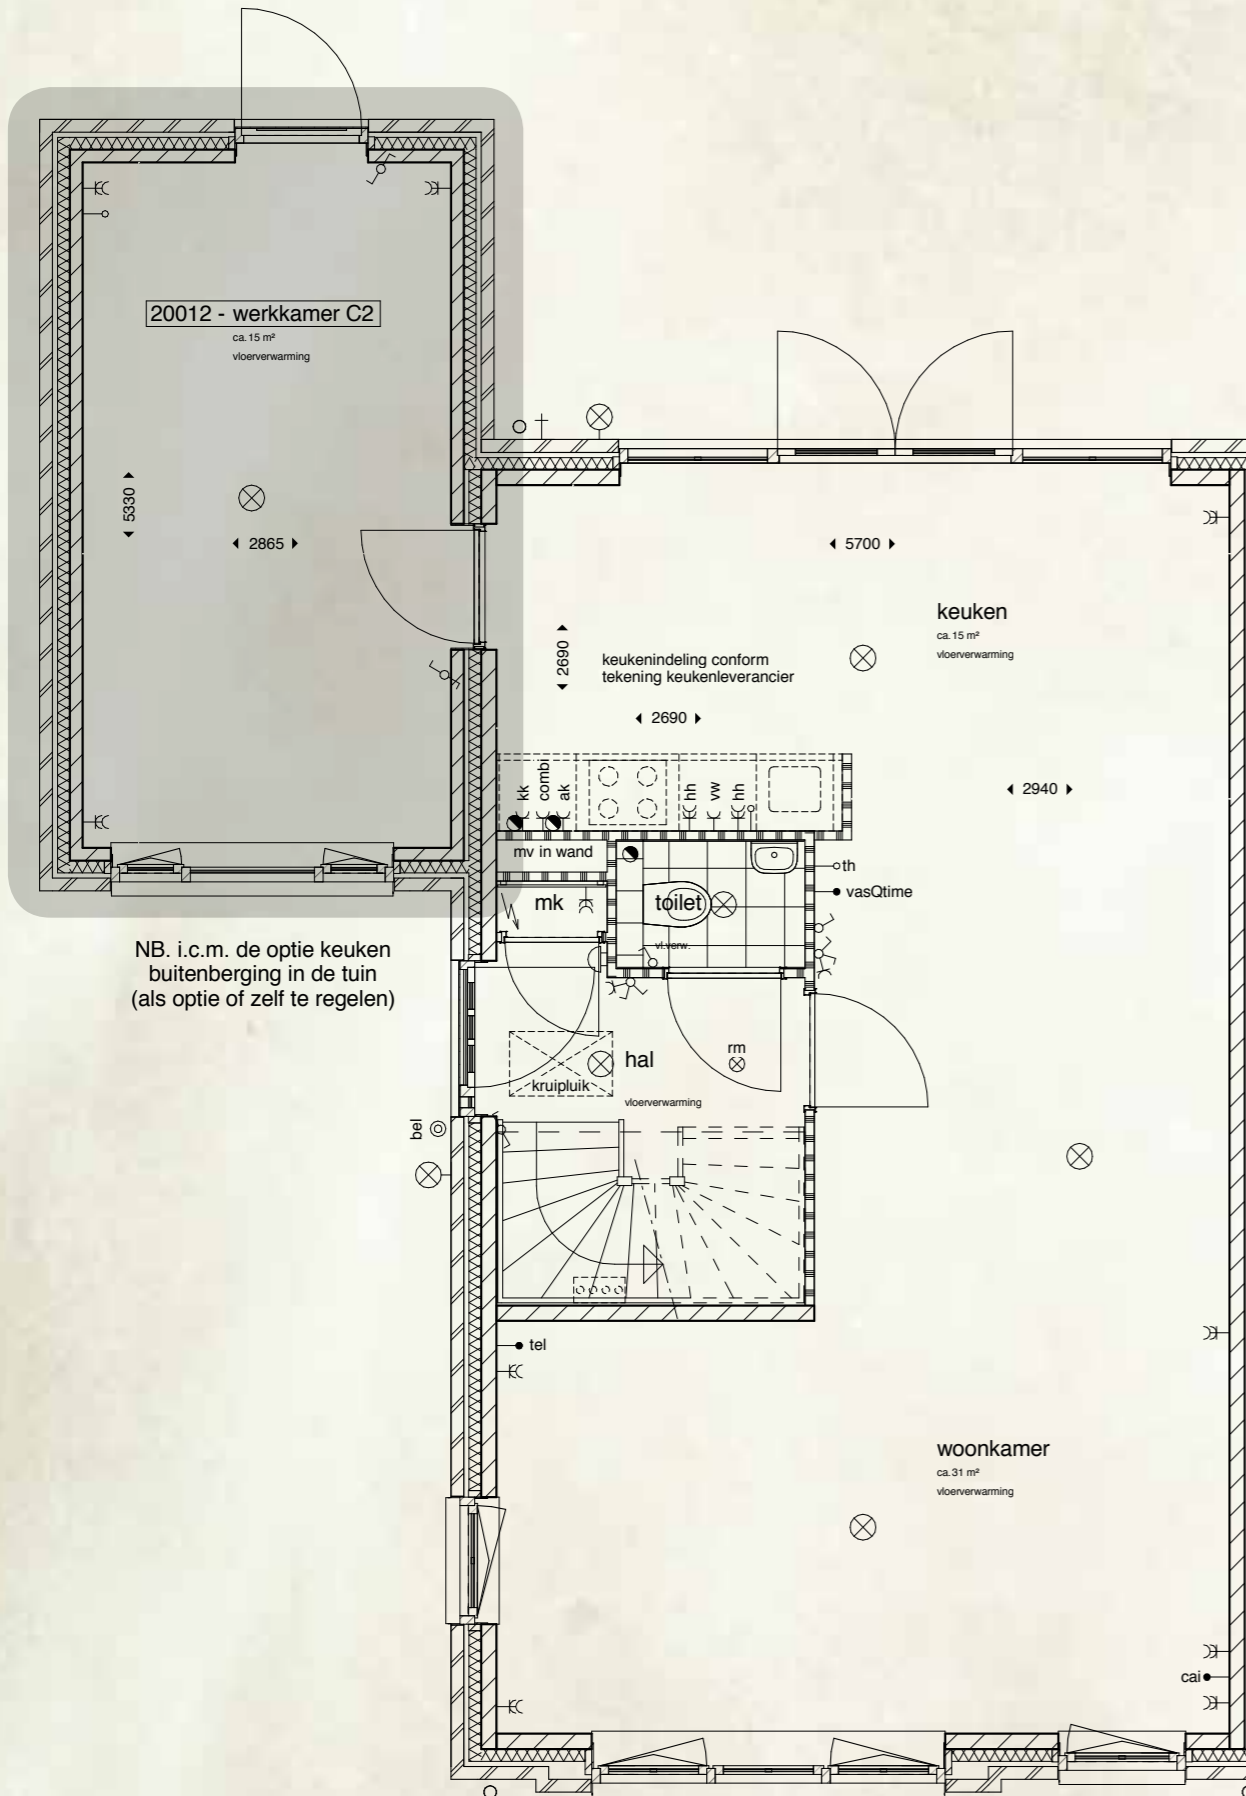 20012 - werkkamer C2
ca. 15 m²
vloerverwarming
5330
2865
5700
keuken
ca. 15 m²
vloerverwarming
2690
keukenindeling conform
tekening keukenleverancier
2690
2940
kk
combi
ak
hh
vw
hh
mv in wand
th
vasQtime
mk
toilet
vl.verw.
NB. i.c.m. de optie keuken
buitenberging in de tuin
(als optie of zelf te regelen)
hal
rm
kruipluik
vloerverwarming
bel
tel
woonkamer
ca. 31 m²
vloerverwarming
cai